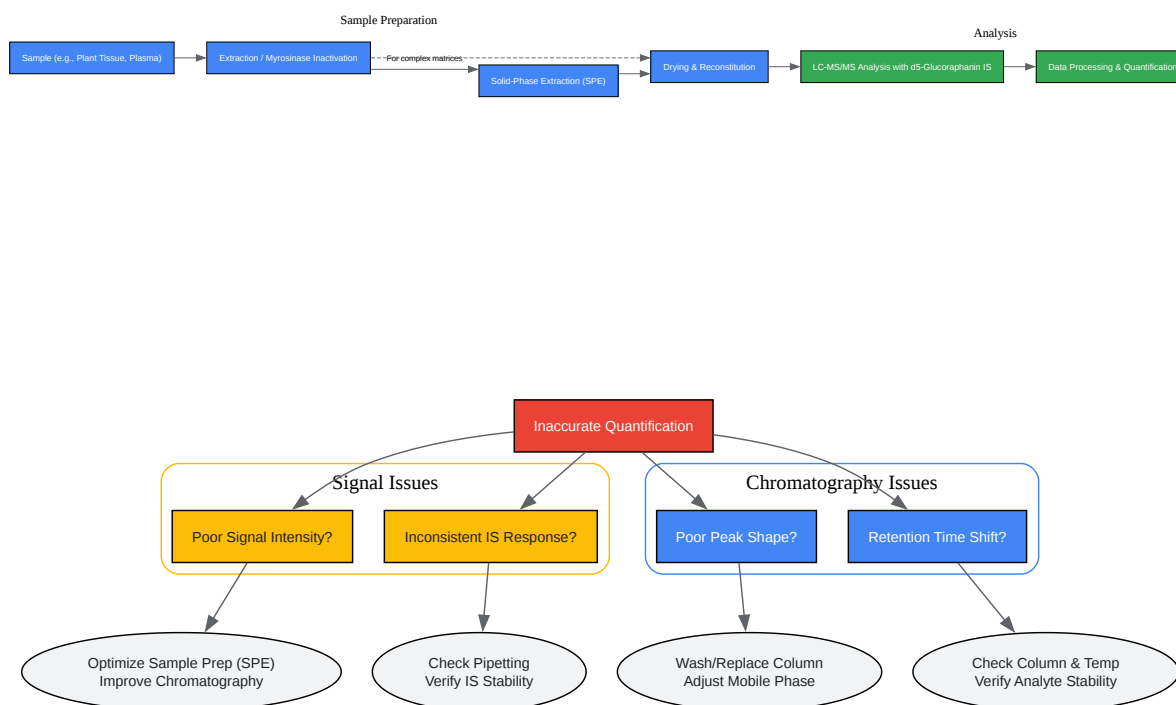 Sample Preparation
Analysis
Sample (e.g., Plant Tissue, Plasma)
Extraction / Myrosinase Inactivation
For complex matrices
Solid-Phase Extraction (SPE)
Drying & Reconstitution
LC-MS/MS Analysis with d5-Glucoraphanin IS
Data Processing & Quantification
Inaccurate Quantification
Signal Issues
Chromatography Issues
Poor Signal Intensity?
Inconsistent IS Response?
Poor Peak Shape?
Retention Time Shift?
Optimize Sample Prep (SPE)
Improve Chromatography
Check Pipetting
Verify IS Stability
Wash/Replace Column
Adjust Mobile Phase
Check Column & Temp
Verify Analyte Stability